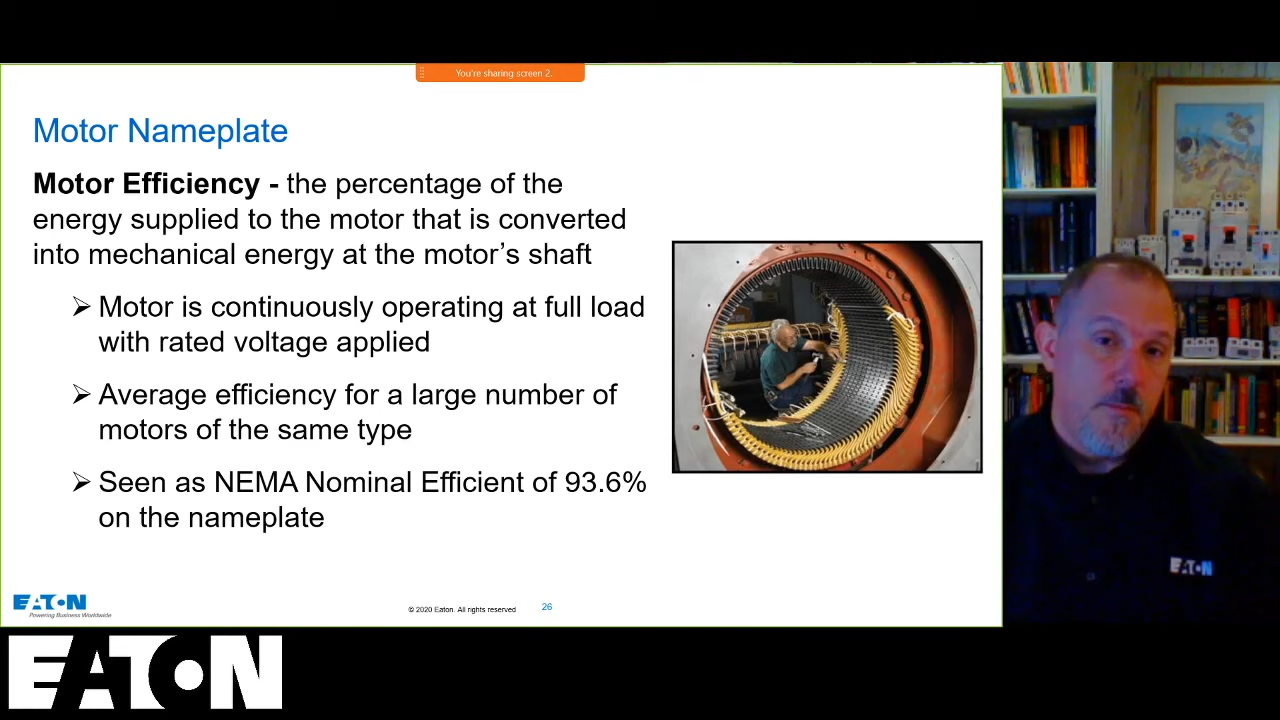 You're sharing screen 2.
Motor Nameplate
Motor Efficiency - the percentage of the
energy supplied to the motor that is converted
into mechanical energy at the motor's shaft
➢ Motor is continuously operating at full load
with rated voltage applied
➢ Average efficiency for a large number of
motors of the same type
➢ Seen as NEMA Nominal Efficient of 93.6%
on the nameplate
EATON
Powering Business Worldwide
© 2020 Eaton. All rights reserved
26
EATON
EATON